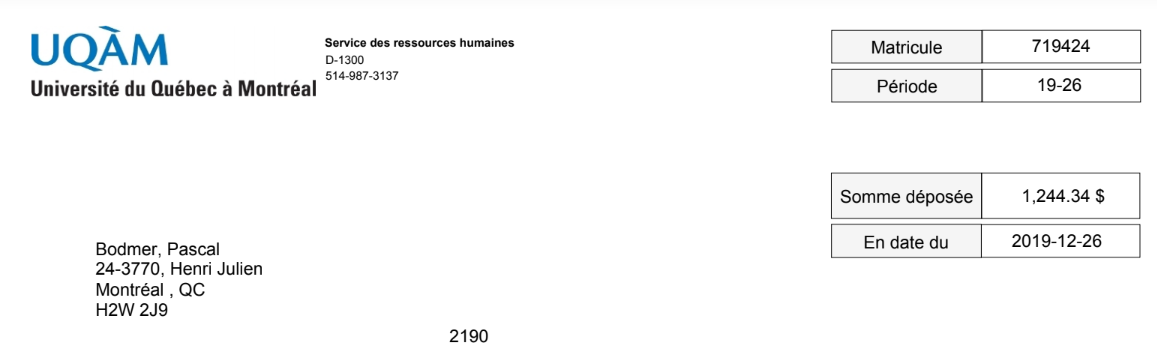 UQÀM
Université du Québec à Montréal
Service des ressources humaines
D-1300
514-987-3137
Matricule 719424
Période 19-26
Somme déposée 1,244.34 $
En date du 2019-12-26
Bodmer, Pascal
24-3770, Henri Julien
Montréal , QC
H2W 2J9
2190